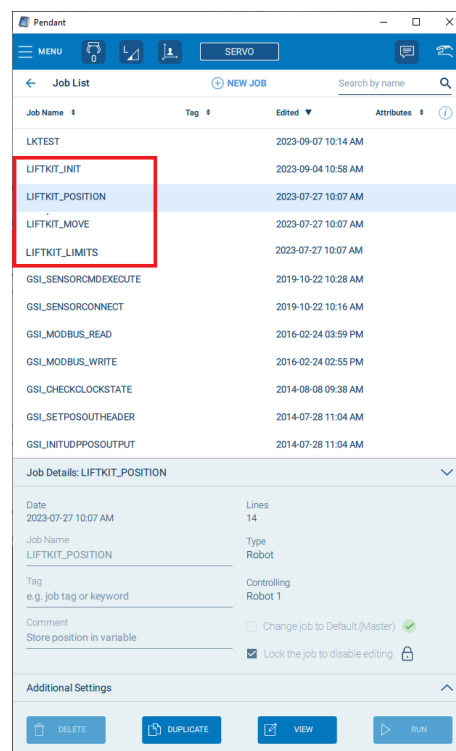 Pendant
MENU
0
SERVO
Job List
NEW JOB
Search by name
Job Name Tag Edited Attributes
LKTEST 2023-09-07 10:14 AM
LIFTKIT_INIT 2023-09-04 10:58 AM
LIFTKIT_POSITION 2023-07-27 10:07 AM
LIFTKIT_MOVE 2023-07-27 10:07 AM
LIFTKIT_LIMITS 2023-07-27 10:07 AM
GSI_SENSORCMDEXECUTE 2019-10-22 10:28 AM
GSI_SENSORCONNECT 2019-10-22 10:16 AM
GSI_MODBUS_READ 2016-02-24 03:59 PM
GSI_MODBUS_WRITE 2016-02-24 02:55 PM
GSI_CHECKCLOCKSTATE 2014-08-08 09:38 AM
GSI_SETPOSOUTHEADER 2014-07-28 11:04 AM
GSI_INITUDPPOSOUTPUT 2014-07-28 11:04 AM
Job Details: LIFTKIT_POSITION
Date Lines
2023-07-27 10:07 AM 14
Job Name Type
LIFTKIT_POSITION Robot
Tag Controlling
e.g. job tag or keyword Robot 1
Comment
Store position in variable
Change job to Default (Master)
Lock the job to disable editing
Additional Settings
DELETE DUPLICATE VIEW RUN